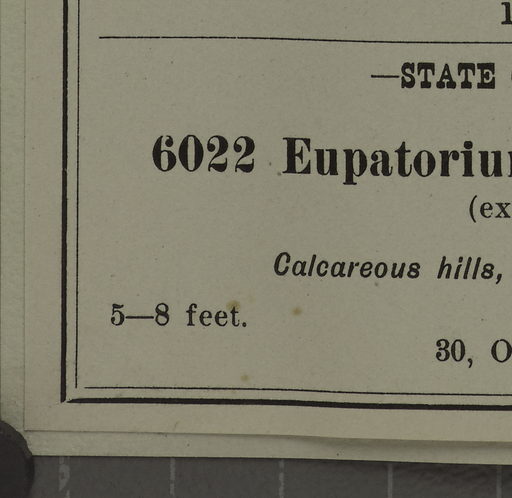 —STATE
6022 Eupatoriu
(ex
Calcareous hills,
5—8 feet.
30, O